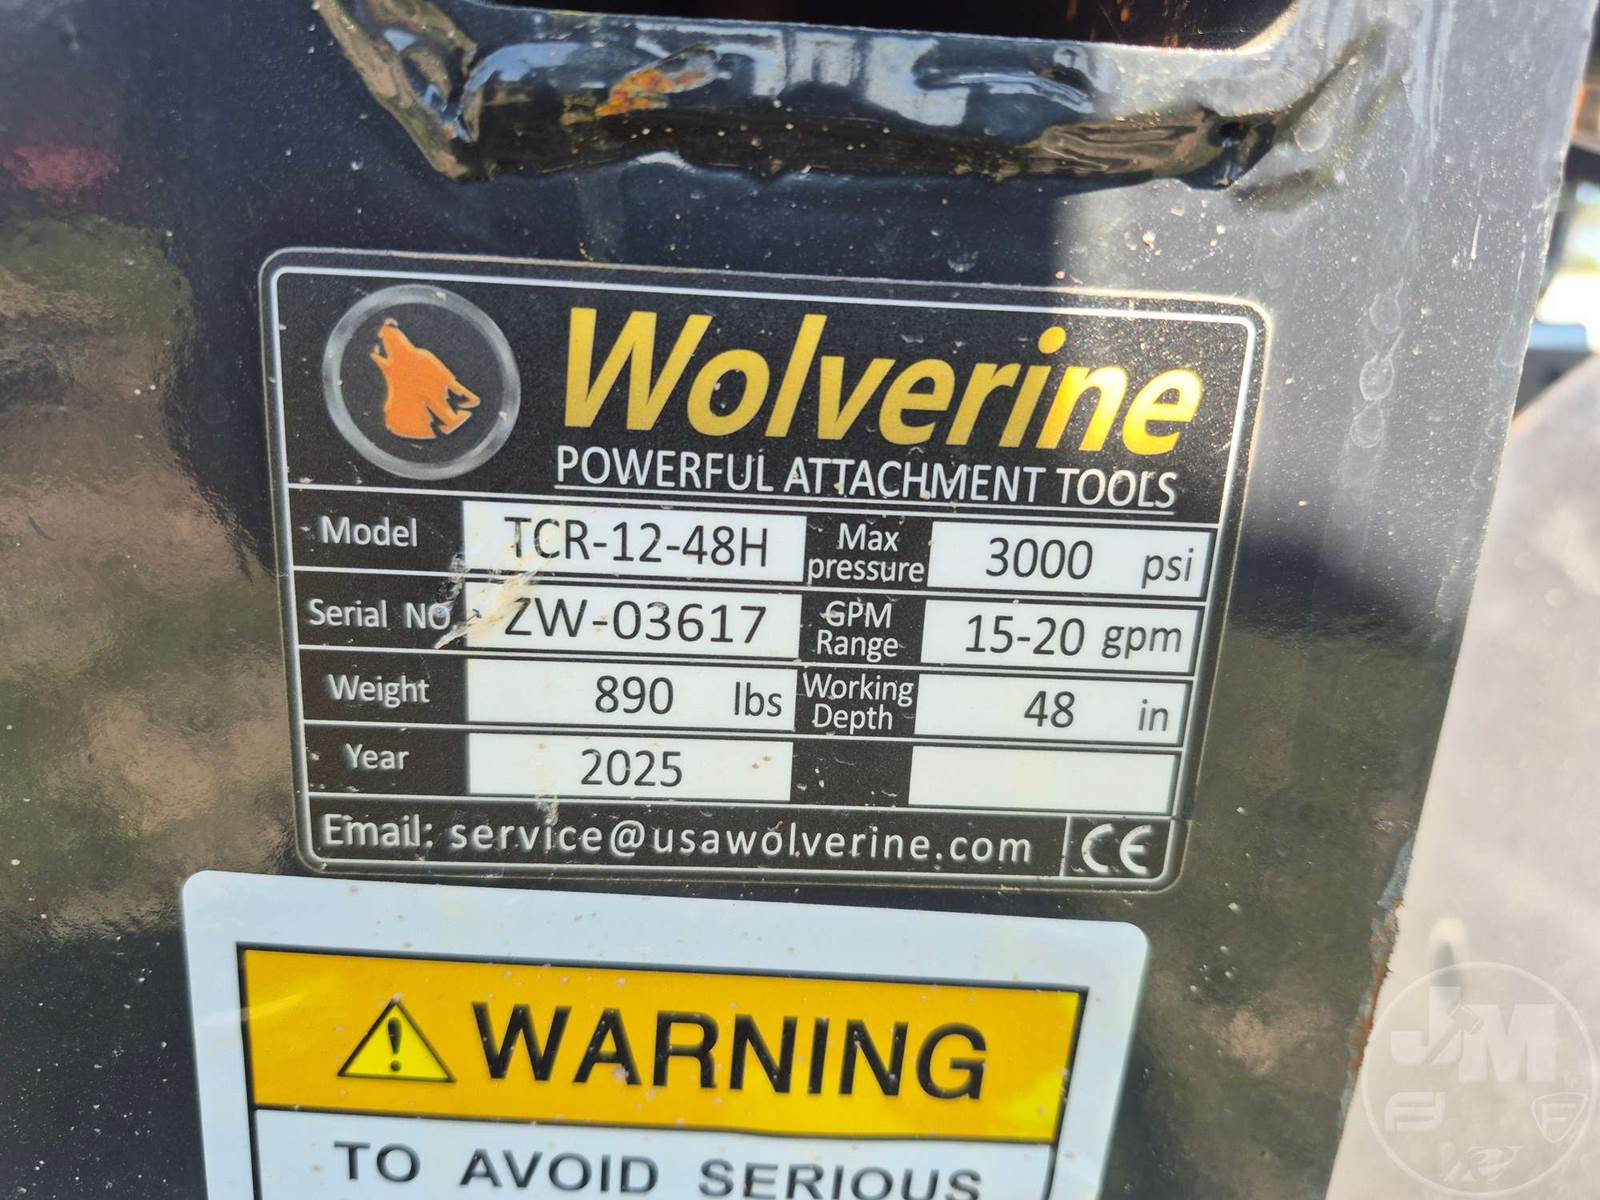 Wolverine
POWERFUL ATTACHMENT TOOLS
Model TCR-12-48H Max pressure 3000 psi
Serial NO ZW-03617 GPM Range 15-20 gpm
Weight 890 lbs Working Depth 48 in
Year 2025
Email: service@usawolverine.com CE
WARNING
TO AVOID SERIOUS
JM